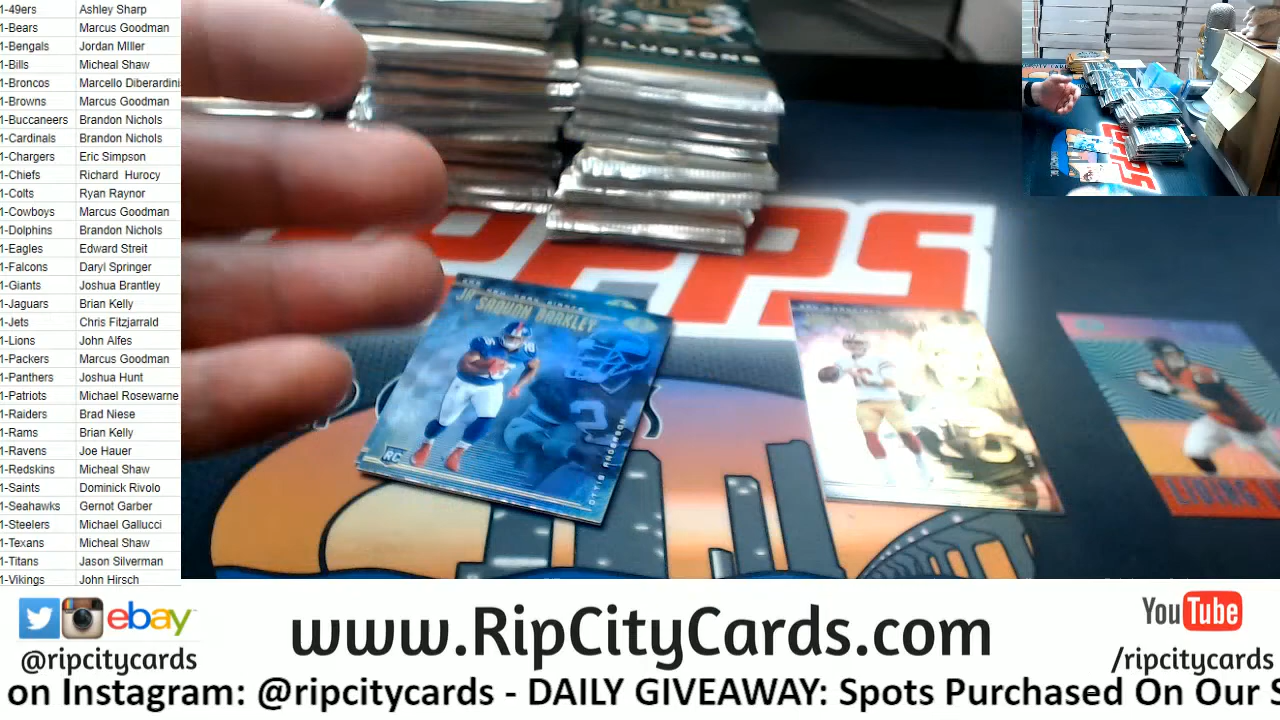 1-49ers Ashley Sharp
1-Bears Marcus Goodman
1-Bengals Jordan MIller
1-Bills Micheal Shaw
1-Broncos Marcello Diberardini
1-Browns Marcus Goodman
1-Buccaneers Brandon Nichols
1-Cardinals Brandon Nichols
1-Chargers Eric Simpson
1-Chiefs Richard Hurocy
1-Colts Ryan Raynor
1-Cowboys Marcus Goodman
1-Dolphins Brandon Nichols
1-Eagles Edward Streit
1-Falcons Daryl Springer
1-Giants Joshua Brantley
1-Jaguars Brian Kelly
1-Jets Chris Fitzjarrald
1-Lions John Alfes
1-Packers Marcus Goodman
1-Panthers Joshua Hunt
1-Patriots Michael Rosewarne
1-Raiders Brad Niese
1-Rams Brian Kelly
1-Ravens Joe Hauer
1-Redskins Micheal Shaw
1-Saints Dominick Rivolo
1-Seahawks Gernot Garber
1-Steelers Michael Gallucci
1-Texans Micheal Shaw
1-Titans Jason Silverman
1-Vikings John Hirsch
ILLUSIONS
OPPS
SAQUON BARKLEY
RC
OTTIS ANDERSON
LIVING
ebay
@ripcitycards
www.RipCityCards.com
YouTube
/ripcitycards
on Instagram: @ripcitycards - DAILY GIVEAWAY: Spots Purchased On Our S